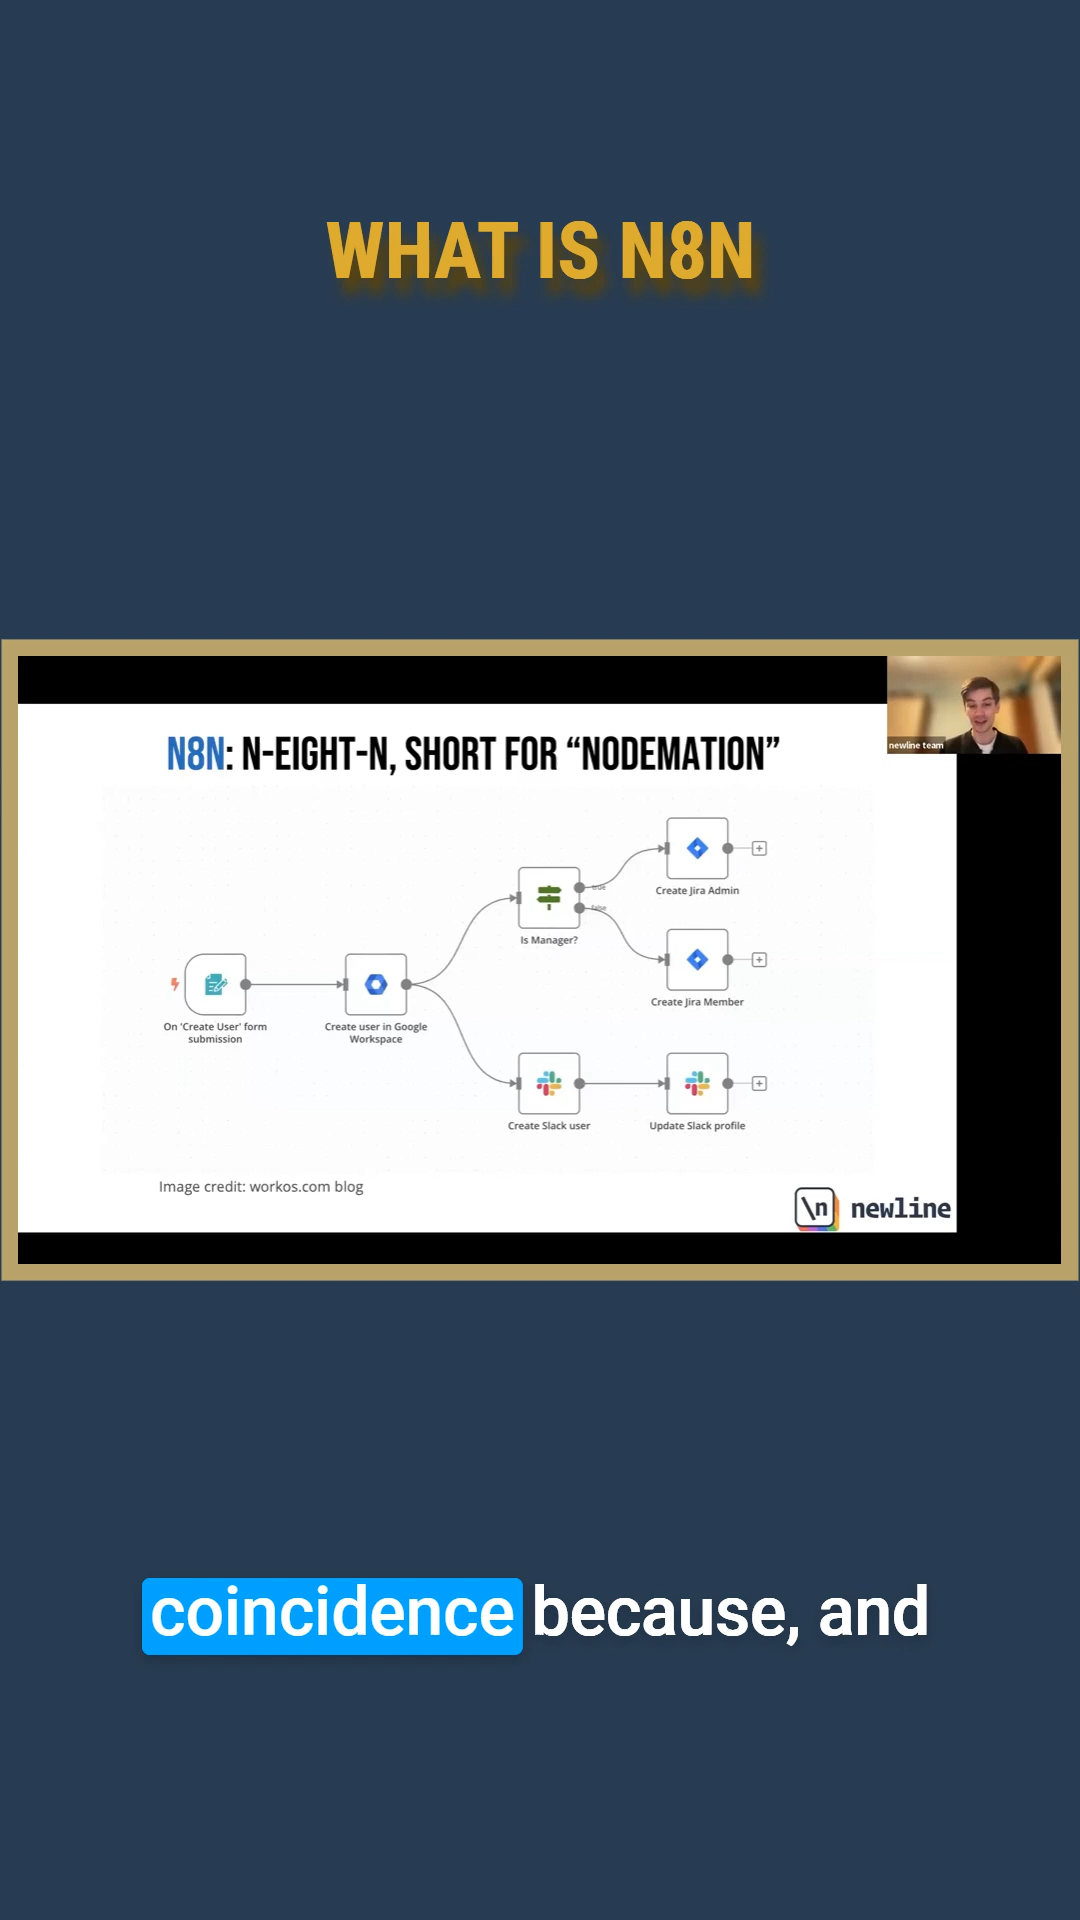 WHAT IS N8N
newline team
N8N: N-EIGHT-N, SHORT FOR “NODEMATION”
Create Jira Admin
true
false
Is Manager?
Create Jira Member
On 'Create User' form
submission
Create user in Google
Workspace
Create Slack user
Update Slack profile
Image credit: workos.com blog
\n newline
coincidence because, and